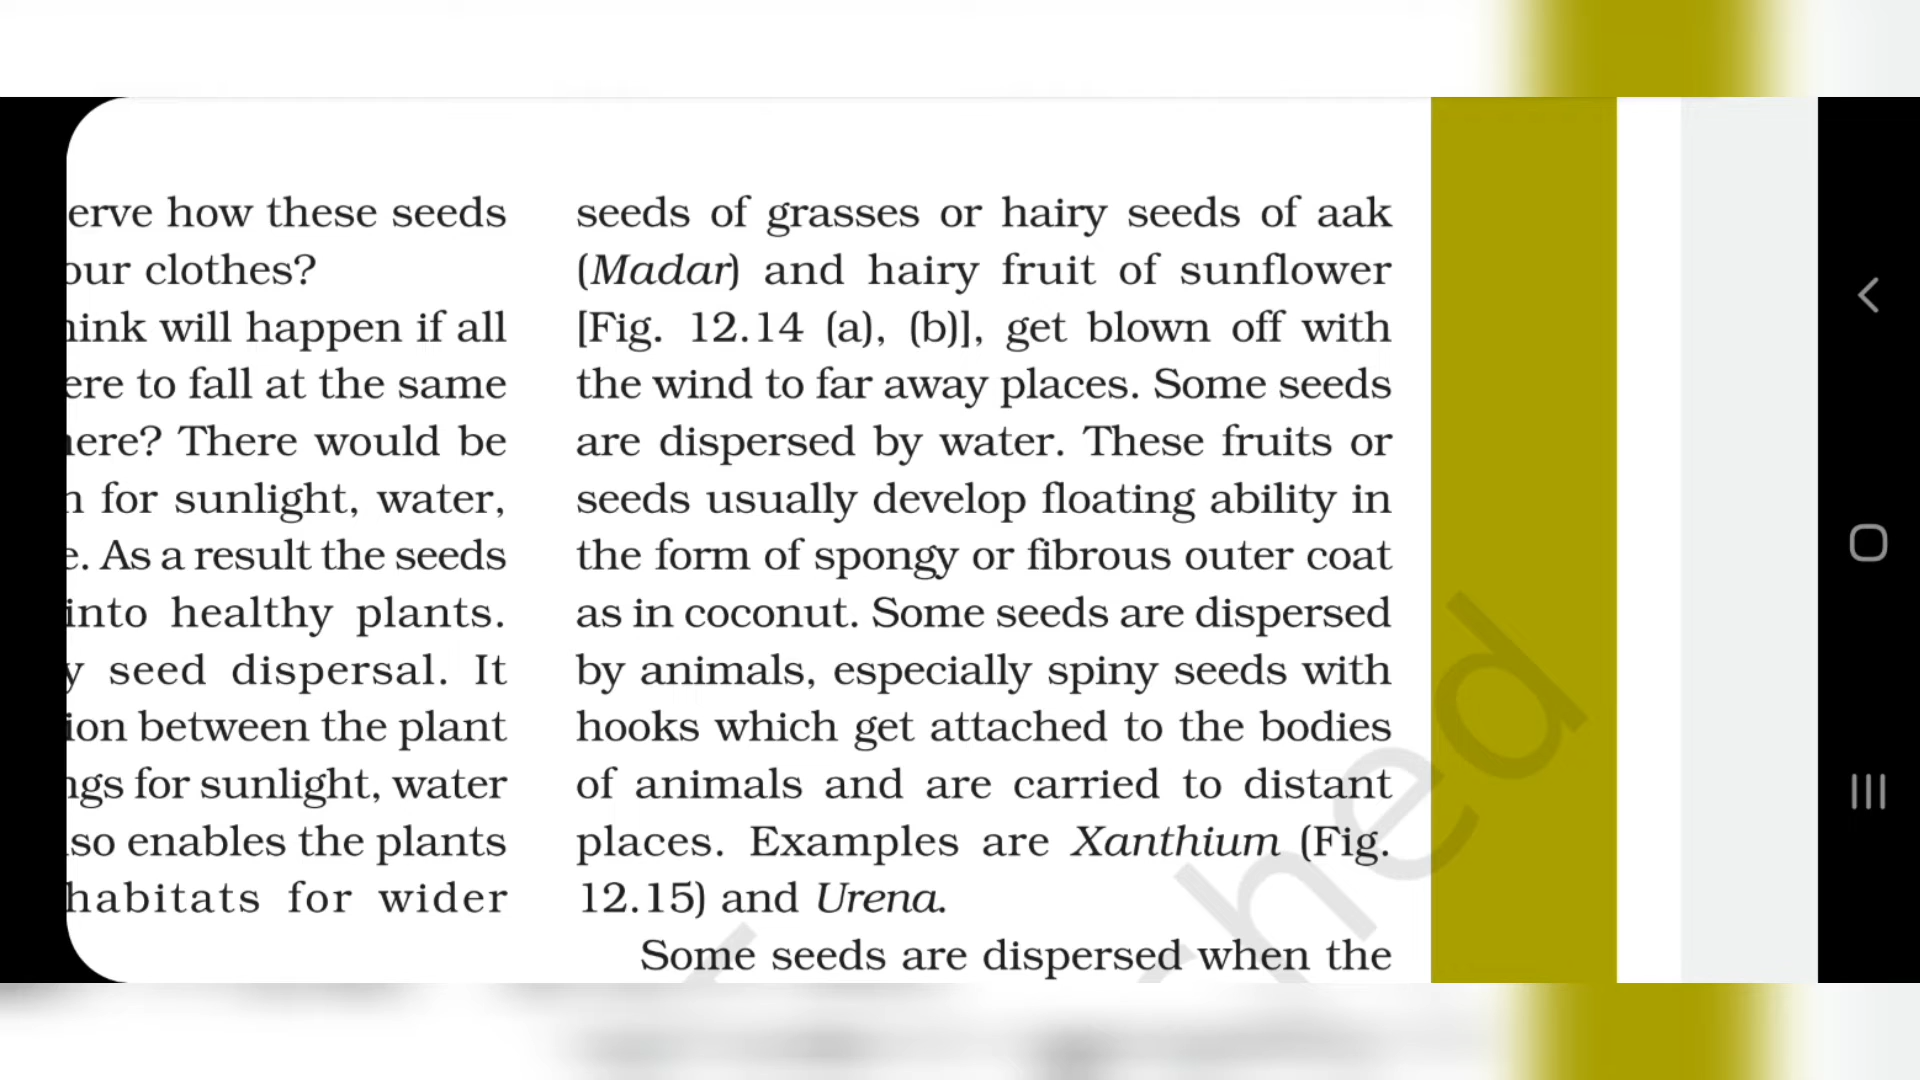 erve how these seeds
our clothes?
hink will happen if all
ere to fall at the same
here? There would be
n for sunlight, water,
e. As a result the seeds
into healthy plants.
y seed dispersal. It
ion between the plant
ngs for sunlight, water
lso enables the plants
habitats for wider
seeds of grasses or hairy seeds of aak
(Madar) and hairy fruit of sunflower
[Fig. 12.14 (a), (b)], get blown off with
the wind to far away places. Some seeds
are dispersed by water. These fruits or
seeds usually develop floating ability in
the form of spongy or fibrous outer coat
as in coconut. Some seeds are dispersed
by animals, especially spiny seeds with
hooks which get attached to the bodies
of animals and are carried to distant
places. Examples are Xanthium (Fig.
12.15) and Urena.
Some seeds are dispersed when the
hed